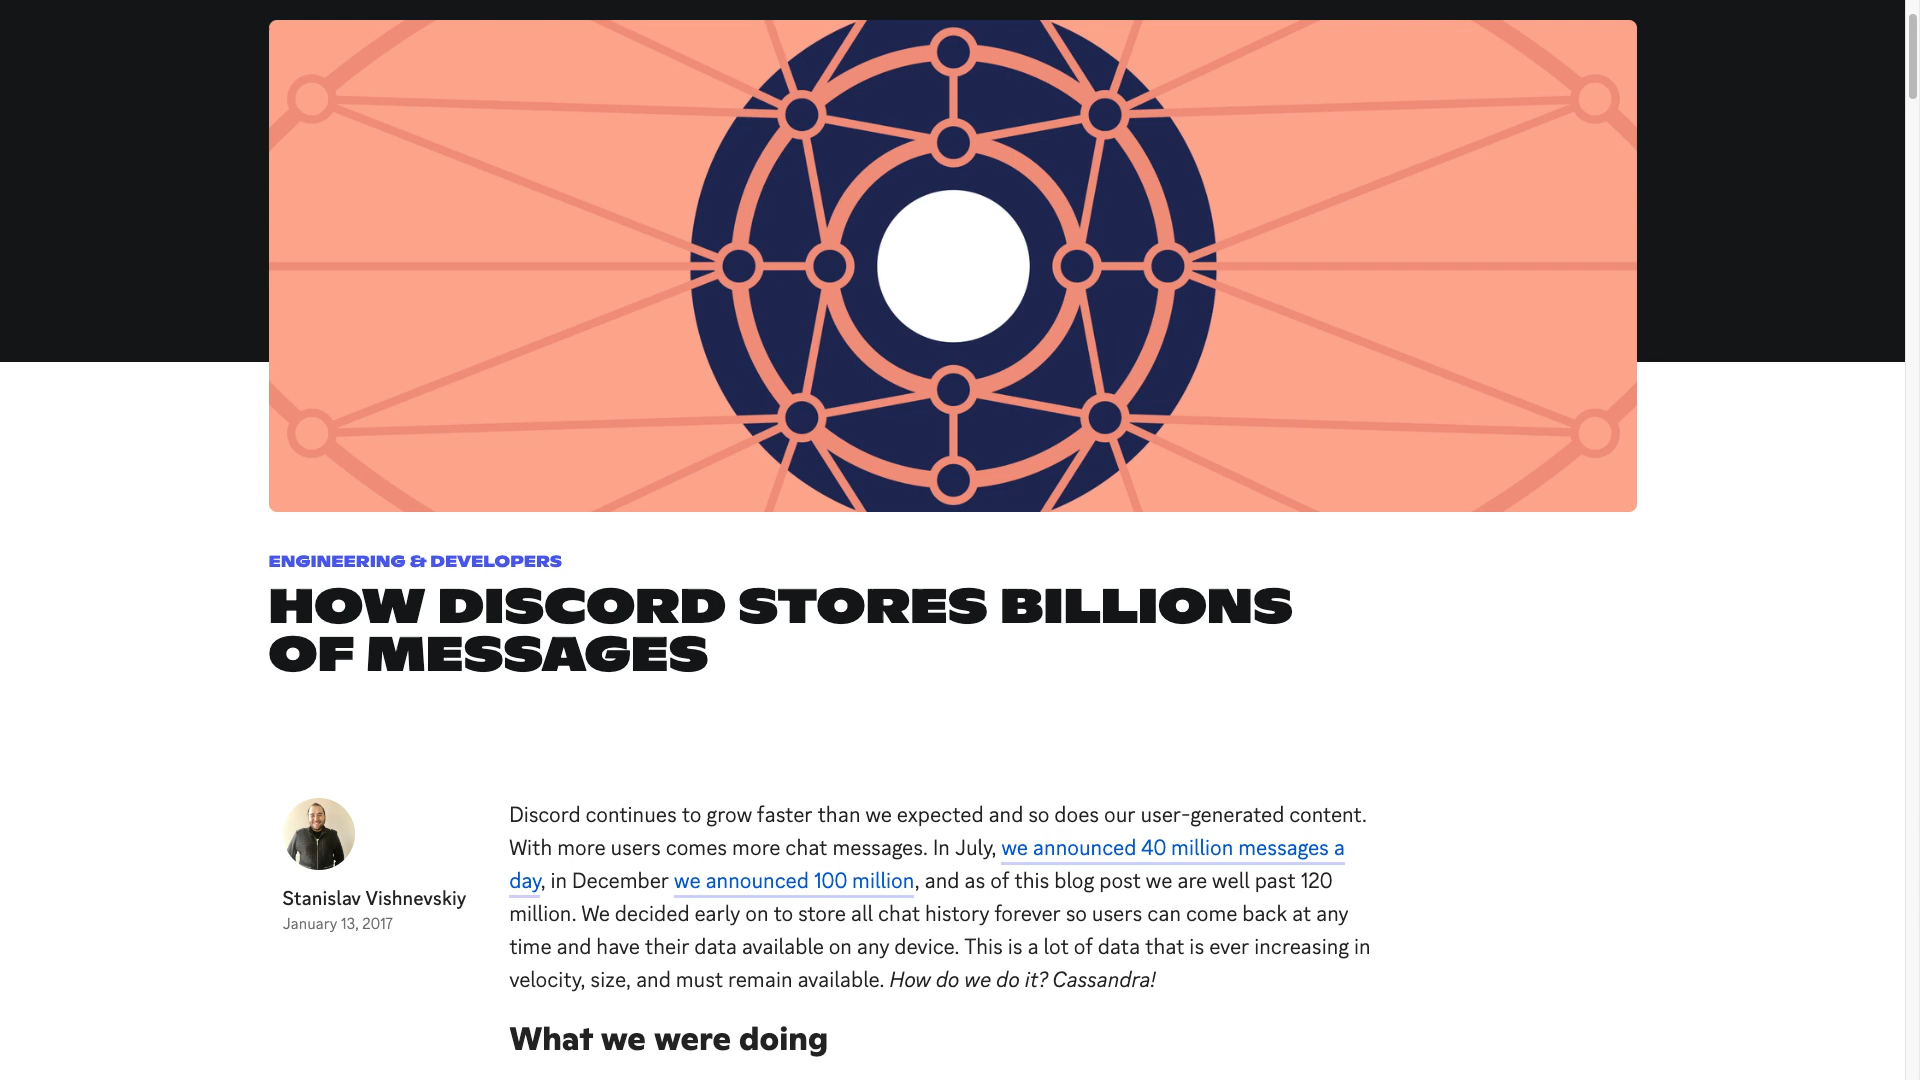 ENGINEERING & DEVELOPERS
HOW DISCORD STORES BILLIONS
OF MESSAGES
Stanislav Vishnevskiy
January 13, 2017
Discord continues to grow faster than we expected and so does our user-generated content.
With more users comes more chat messages. In July, we announced 40 million messages a
day, in December we announced 100 million, and as of this blog post we are well past 120
million. We decided early on to store all chat history forever so users can come back at any
time and have their data available on any device. This is a lot of data that is ever increasing in
velocity, size, and must remain available. How do we do it? Cassandra!
What we were doing